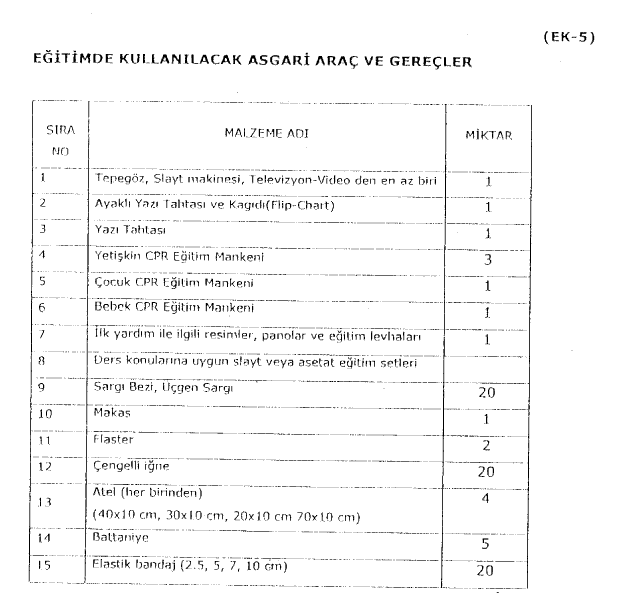 (EK-5)
EĞİTİMDE KULLANILACAK ASGARİ ARAÇ VE GEREÇLER
SIRA NO MALZEME ADI MİKTAR
1 Tepegöz, Slayt makinesi, Televizyon-Video den en az biri 1
2 Ayaklı Yazı Tahtası ve Kagıdı(Flip-Chart) 1
3 Yazı Tahtası 1
4 Yetişkin CPR Eğitim Mankeni 3
5 Çocuk CPR Eğitim Mankeni 1
6 Bebek CPR Eğitim Mankeni 1
7 İlk yardım ile ilgili resimler, panolar ve eğitim levhaları 1
8 Ders konularına uygun slayt veya asetat eğitim setleri
9 Sargı Bezi, Üçgen Sargı 20
10 Makas 1
11 Flaster 2
12 Çengelli iğne 20
13 Atel (her birinden) 4
(40x10 cm, 30x10 cm, 20x10 cm 70x10 cm)
14 Battaniye 5
15 Elastik bandaj (2.5, 5, 7, 10 cm) 20